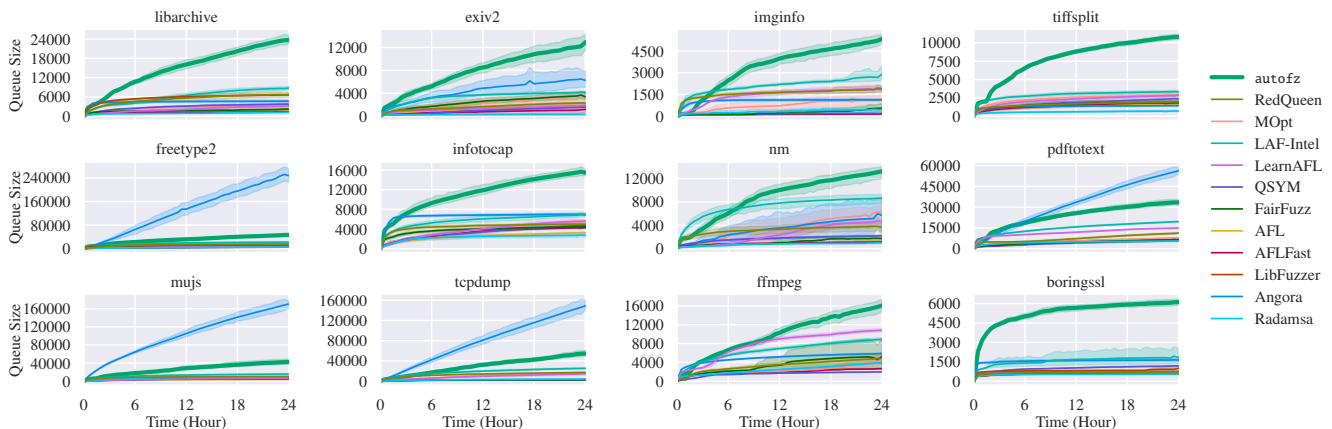 libarchive
exiv2
imginfo
tiffsplit
Queue Size
24000
18000
12000
6000
0
12000
8000
4000
0
4500
3000
1500
0
10000
7500
5000
2500
0
freetype2
infotocap
nm
pdftotext
Queue Size
240000
160000
80000
0
16000
12000
8000
4000
0
12000
8000
4000
0
60000
45000
30000
15000
0
mujs
tcpdump
ffmpeg
boringssl
Queue Size
160000
120000
80000
40000
0
160000
120000
80000
40000
0
16000
12000
8000
4000
0
6000
4500
3000
1500
0
0 6 12 18 24
0 6 12 18 24
0 6 12 18 24
0 6 12 18 24
Time (Hour)
Time (Hour)
Time (Hour)
Time (Hour)
autofz
RedQueen
MOpt
LAF-Intel
LearnAFL
QSYM
FairFuzz
AFL
AFLFast
LibFuzzer
Angora
Radamsa